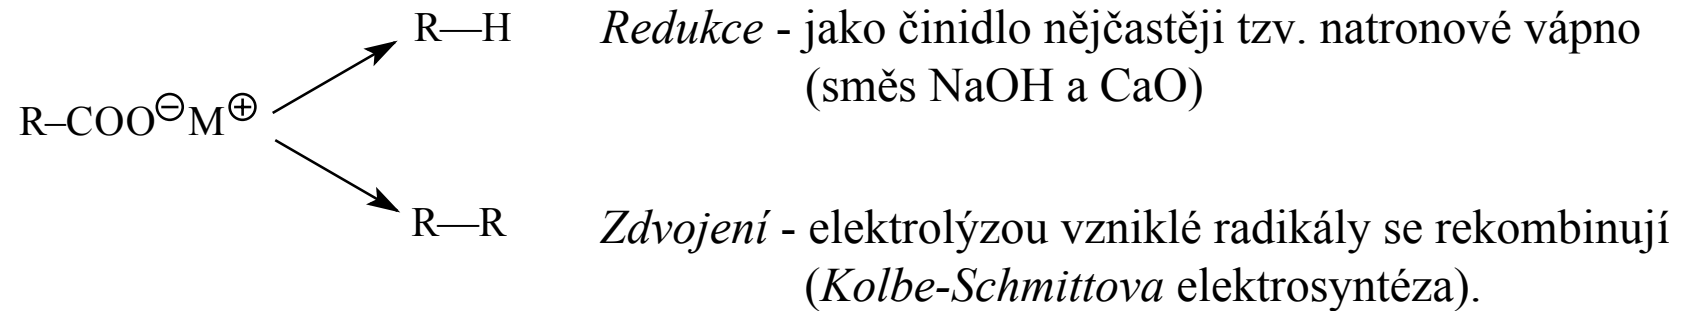 R—H
Redukce - jako činidlo nějčastěji tzv. natronové vápno
(směs NaOH a CaO)
R–COO⊖M⊕
R—R
Zdvojení - elektrolýzou vzniklé radikály se rekombinují
(Kolbe-Schmittova elektrosyntéza).